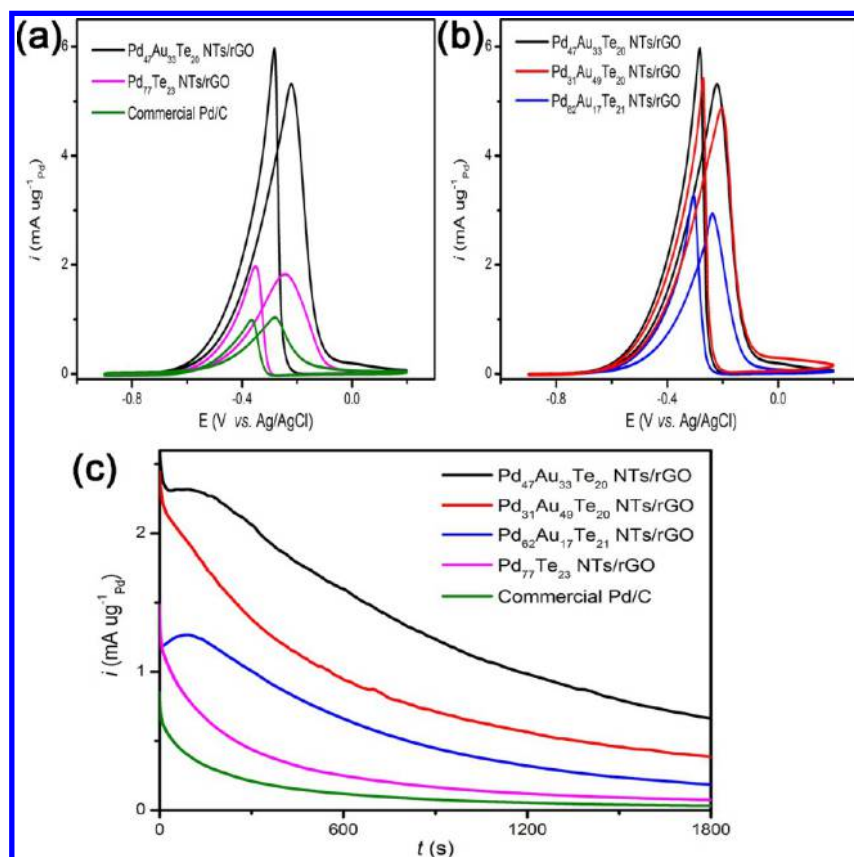 (a)
Pd47Au33Te20 NTs/rGO
Pd77Te23 NTs/rGO
Commercial Pd/C
i (mA ug-1Pd)
6
4
2
0
-0.8
-0.4
0.0
E (V vs. Ag/AgCl)
(b)
Pd47Au33Te20 NTs/rGO
Pd31Au49Te20 NTs/rGO
Pd62Au17Te21 NTs/rGO
i (mA ug-1Pd)
6
4
2
0
-0.8
-0.4
0.0
E (V vs. Ag/AgCl)
(c)
Pd47Au33Te20 NTs/rGO
Pd31Au49Te20 NTs/rGO
Pd62Au17Te21 NTs/rGO
Pd77Te23 NTs/rGO
Commercial Pd/C
i (mA ug-1Pd)
2
1
0
0
600
1200
1800
t (s)